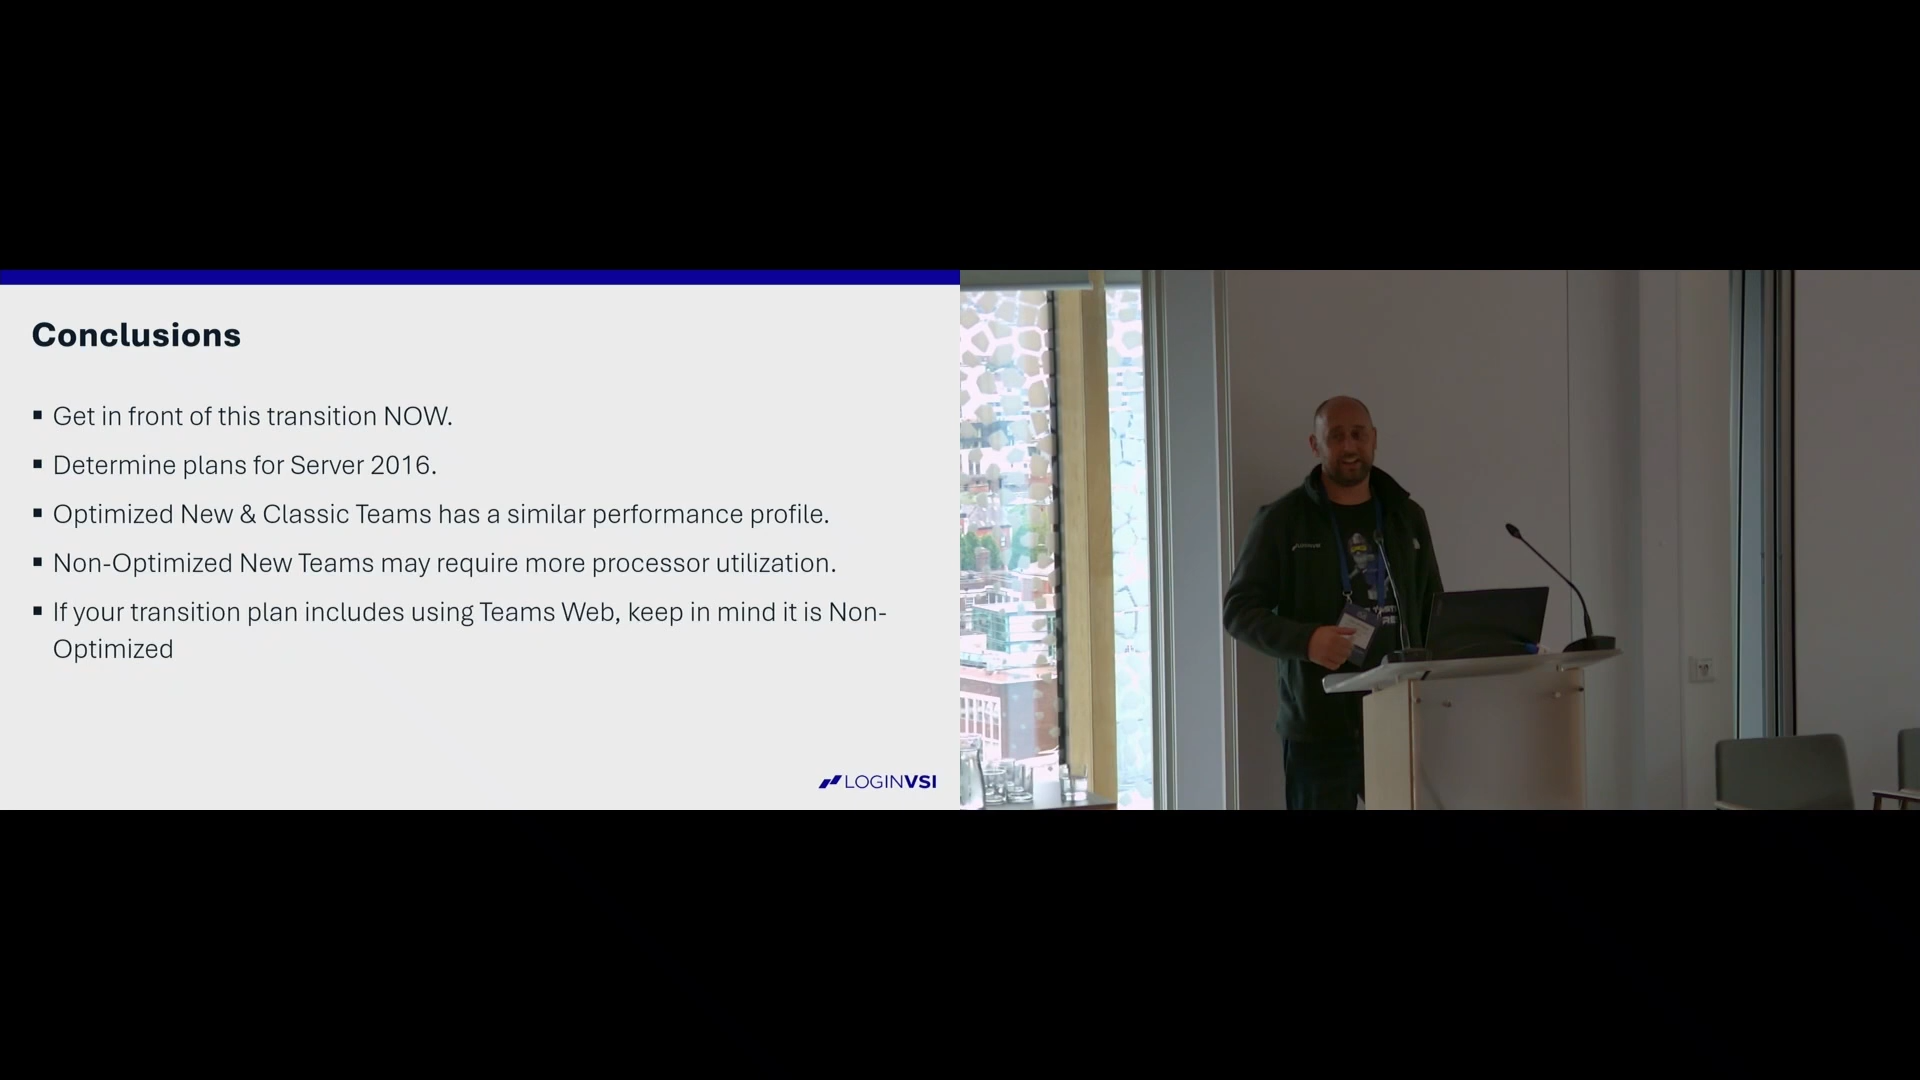 Conclusions
▪ Get in front of this transition NOW.
▪ Determine plans for Server 2016.
▪ Optimized New & Classic Teams has a similar performance profile.
▪ Non-Optimized New Teams may require more processor utilization.
▪ If your transition plan includes using Teams Web, keep in mind it is Non-
Optimized
LOGINVSI